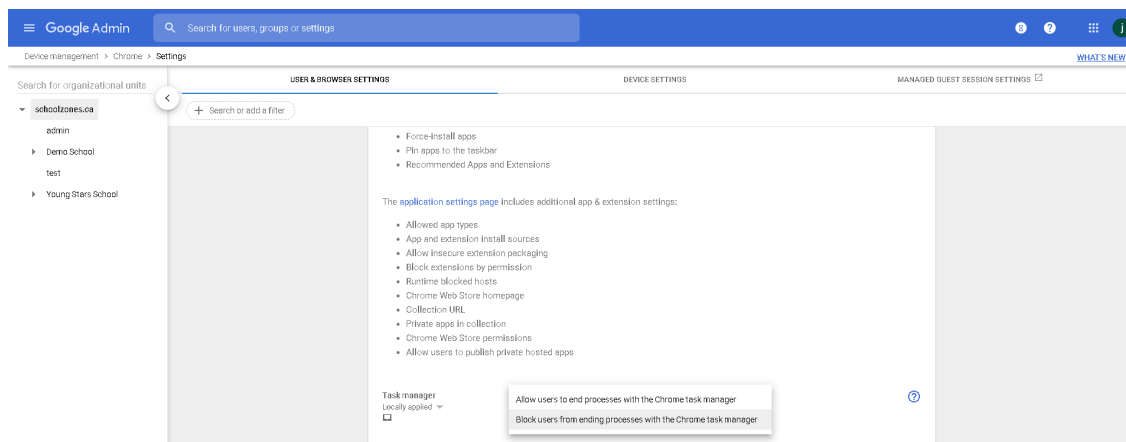 Google Admin
Search for users, groups or settings
8
?
j
Device management > Chrome > Settings
WHAT'S NEW
Search for organizational units
schoolzones.ca
admin
Demo School
test
Young Stars School
USER & BROWSER SETTINGS
DEVICE SETTINGS
MANAGED GUEST SESSION SETTINGS
+ Search or add a filter
• Force-install apps
• Pin apps to the taskbar
• Recommended Apps and Extensions
The application settings page includes additional app & extension settings:
• Allowed app types
• App and extension install sources
• Allow insecure extension packaging
• Block extensions by permission
• Runtime blocked hosts
• Chrome Web Store homepage
• Collection URL
• Private apps in collection
• Chrome Web Store permissions
• Allow users to publish private hosted apps
Task manager
Locally applied
Allow users to end processes with the Chrome task manager
Block users from ending processes with the Chrome task manager
?